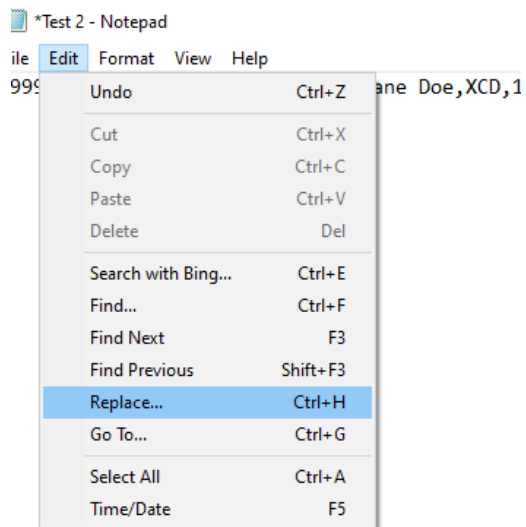 *Test 2 - Notepad
ile Edit Format View Help
999 ane Doe,XCD,1
Undo Ctrl+Z
Cut Ctrl+X
Copy Ctrl+C
Paste Ctrl+V
Delete Del
Search with Bing... Ctrl+E
Find... Ctrl+F
Find Next F3
Find Previous Shift+F3
Replace... Ctrl+H
Go To... Ctrl+G
Select All Ctrl+A
Time/Date F5